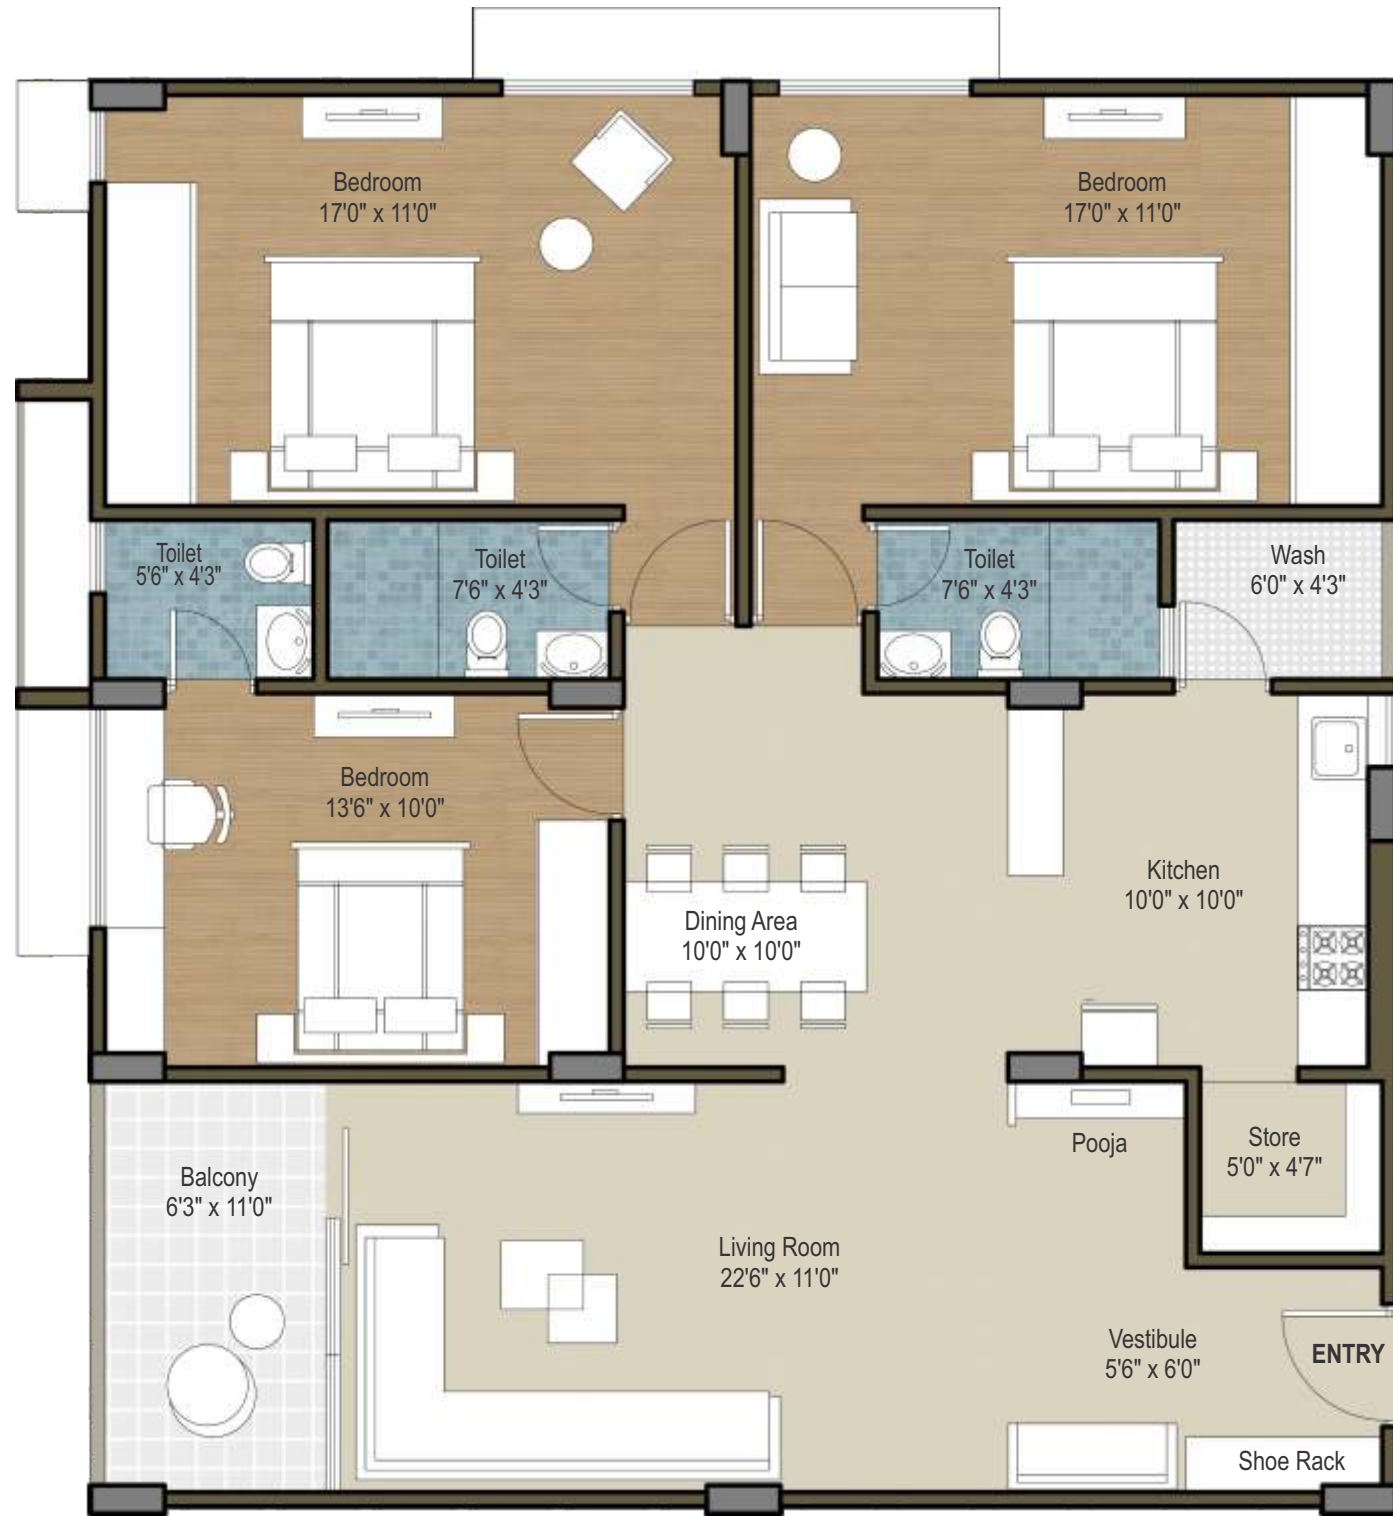 Bedroom
17'0" x 11'0"
Bedroom
17'0" x 11'0"
Toilet
5'6" x 4'3"
Toilet
7'6" x 4'3"
Toilet
7'6" x 4'3"
Wash
6'0" x 4'3"
Bedroom
13'6" x 10'0"
Kitchen
10'0" x 10'0"
Dining Area
10'0" x 10'0"
Pooja
Store
5'0" x 4'7"
Balcony
6'3" x 11'0"
Living Room
22'6" x 11'0"
Vestibule
5'6" x 6'0"
ENTRY
Shoe Rack